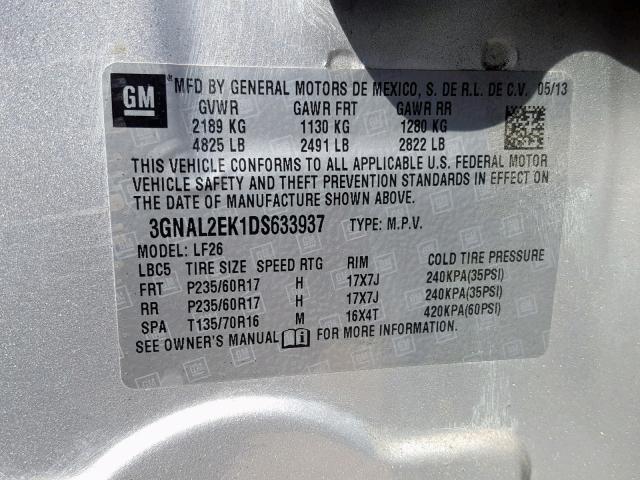 GM
® MFD BY GENERAL MOTORS DE MEXICO, S. DE R.L. DE C.V. 05/13
GVWR GAWR FRT GAWR RR
2189 KG 1130 KG 1280 KG
4825 LB 2491 LB 2822 LB
THIS VEHICLE CONFORMS TO ALL APPLICABLE U.S. FEDERAL MOTOR
VEHICLE SAFETY AND THEFT PREVENTION STANDARDS IN EFFECT ON
THE DATE OF MANUFACTURE SHOWN ABOVE.
3GNAL2EK1DS633937 TYPE: M.P.V.
MODEL: LF26
LBC5 TIRE SIZE SPEED RTG RIM COLD TIRE PRESSURE
FRT P235/60R17 H 17X7J 240KPA(35PSI)
RR P235/60R17 H 17X7J 240KPA(35PSI)
SPA T135/70R16 M 16X4T 420KPA(60PSI)
SEE OWNER'S MANUAL FOR MORE INFORMATION.